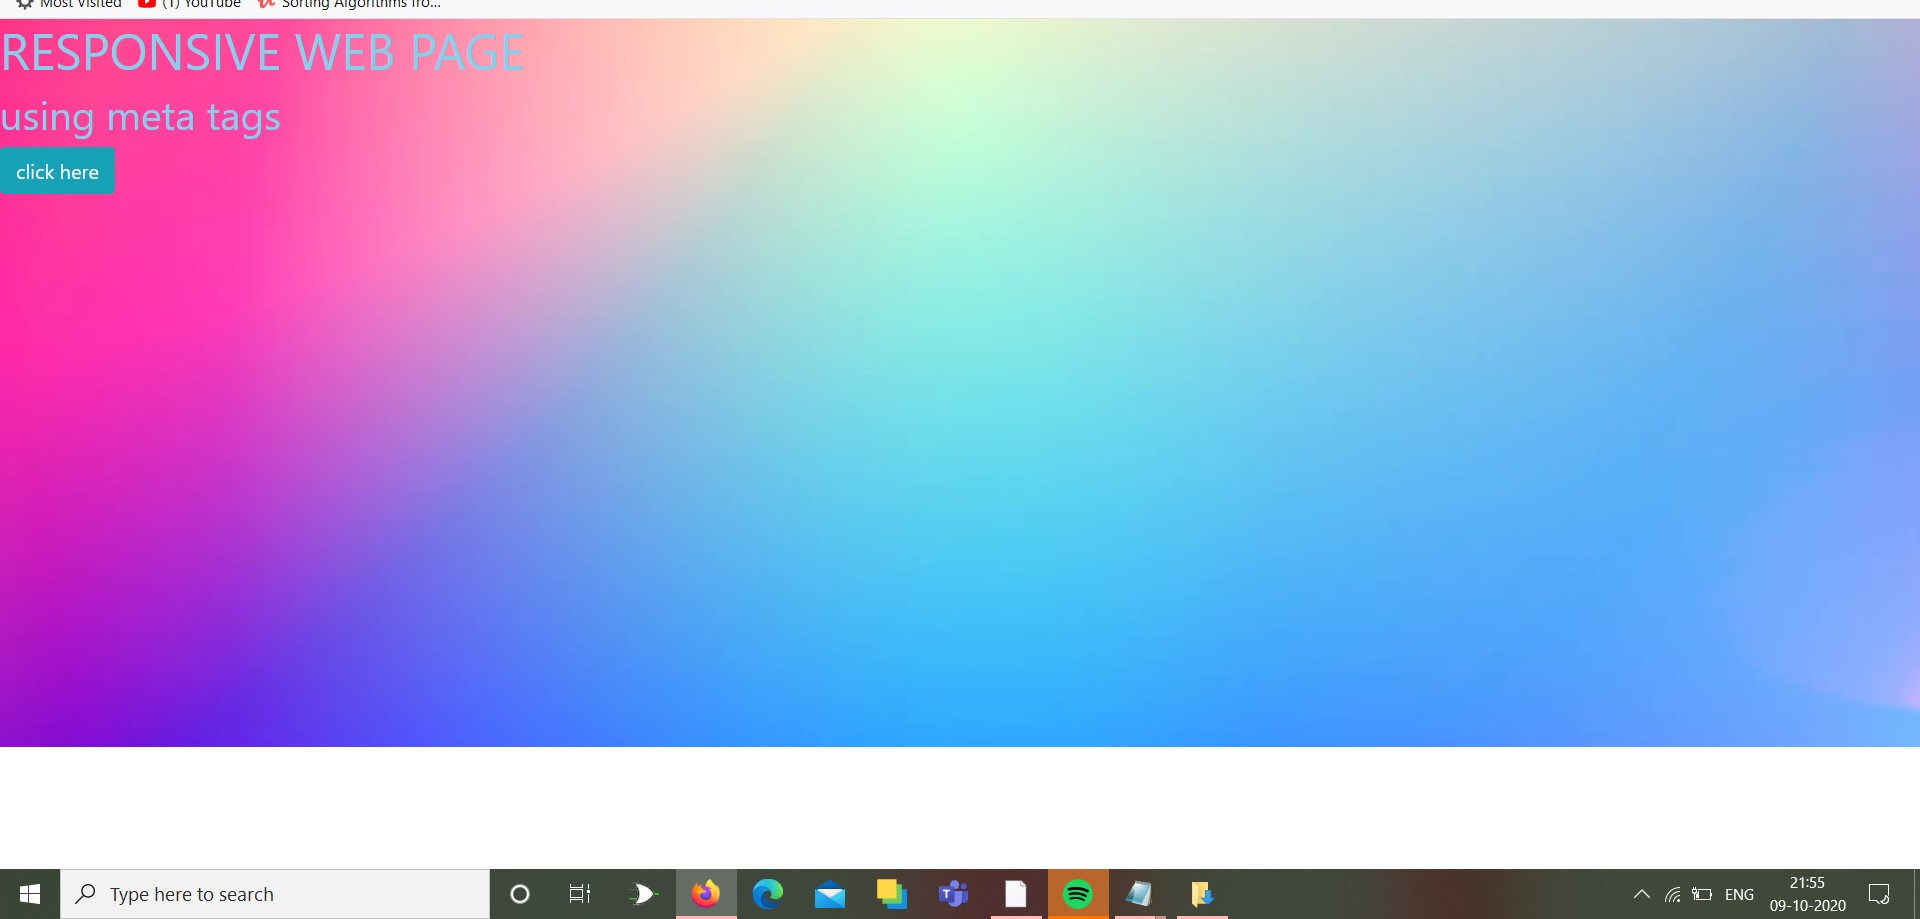 Most Visited (1) YouTube Sorting Algorithms fro...
RESPONSIVE WEB PAGE
using meta tags
click here
Type here to search
ENG
21:55
09-10-2020